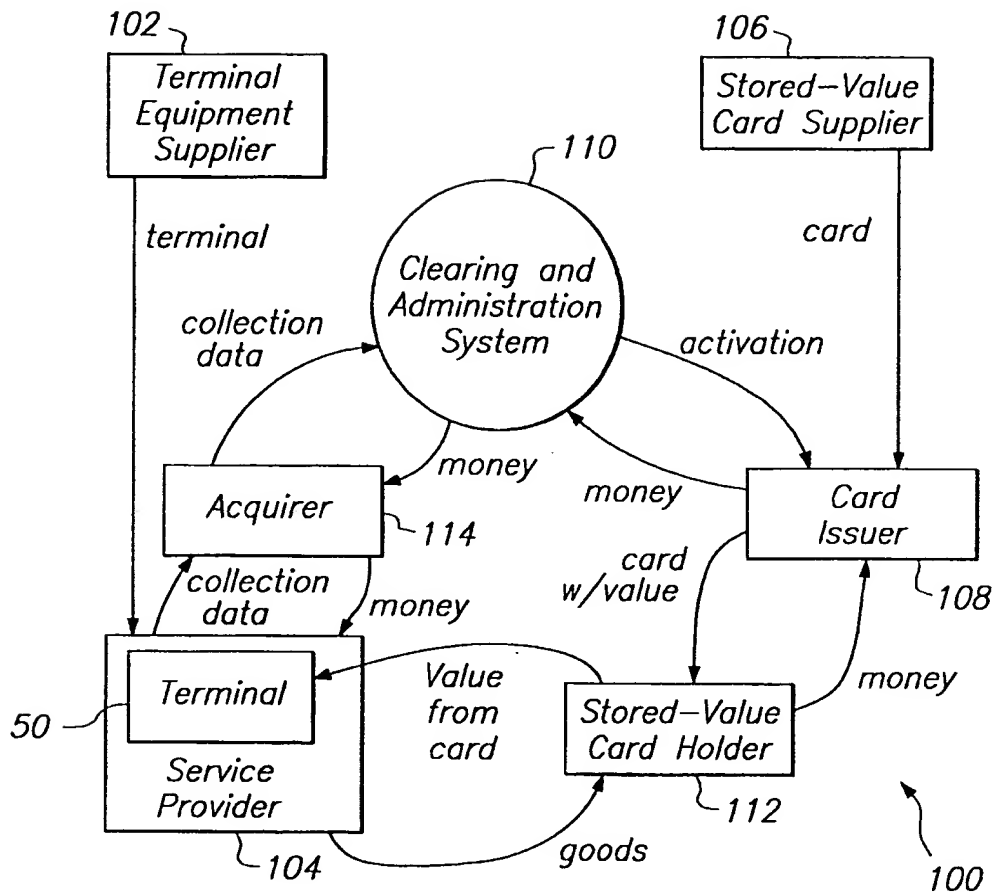 102
106
Terminal
Equipment
Supplier
Stored-Value
Card Supplier
110
terminal
card
Clearing and
Administration
System
collection
data
activation
money
money
Acquirer
114
Card
Issuer
108
collection
data
money
card
w/value
money
Terminal
50
Value
from
card
Stored-Value
Card Holder
112
Service
Provider
104
goods
100